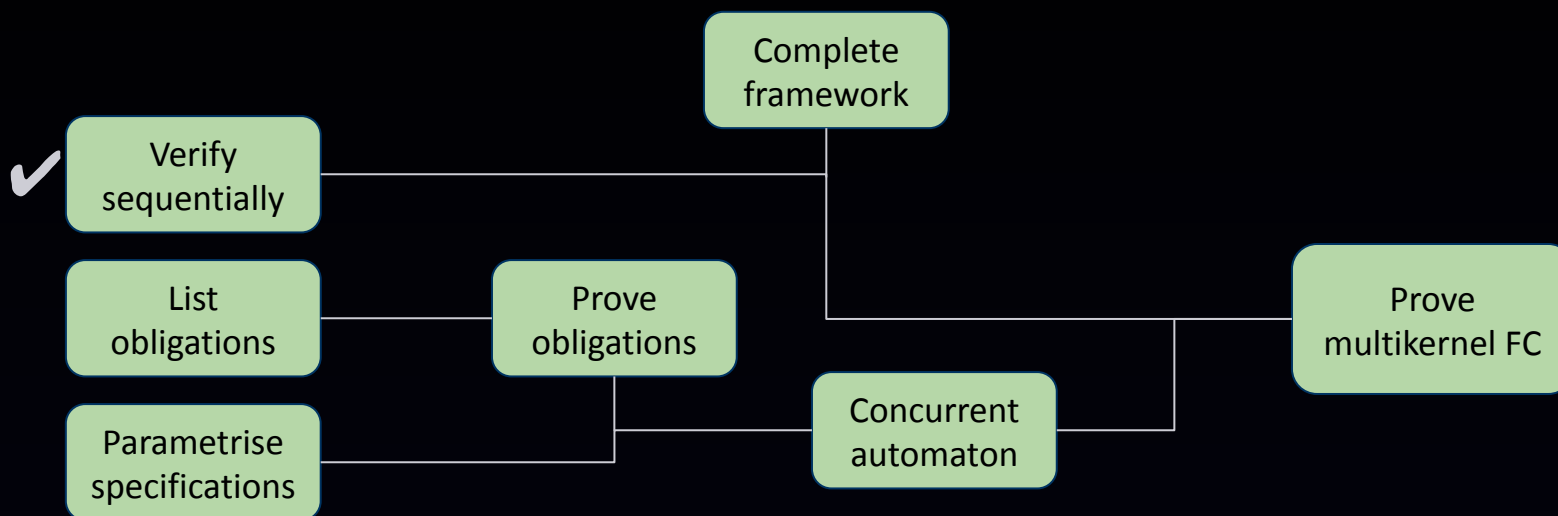 Complete
framework
Verify
sequentially
List
obligations
Prove
obligations
Prove
multikernel FC
Concurrent
automaton
Parametrise
specifications